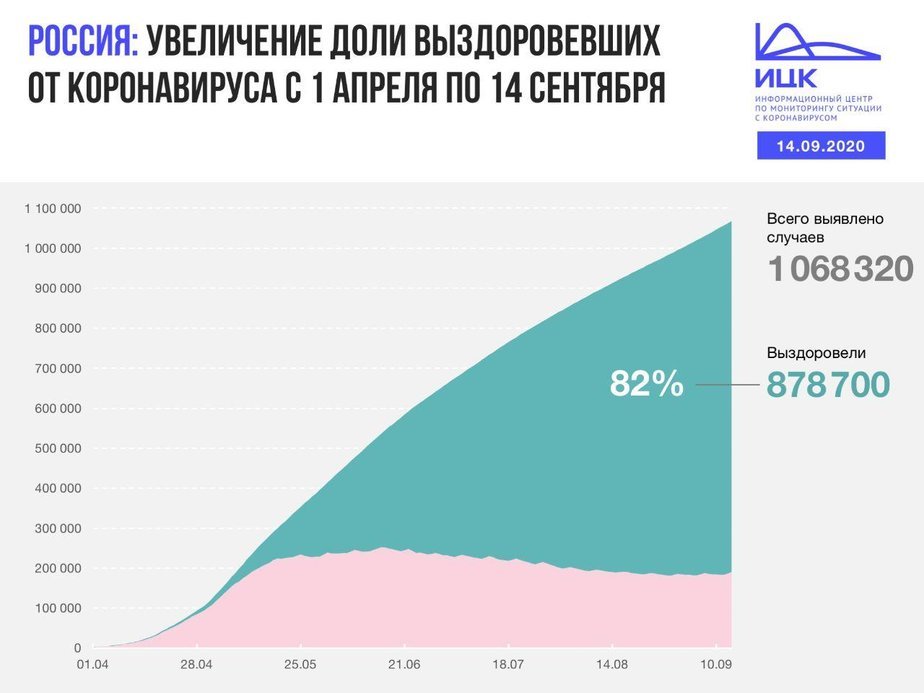 РОССИЯ: УВЕЛИЧЕНИЕ ДОЛИ ВЫЗДОРОВЕВШИХ
ОТ КОРОНАВИРУСА С 1 АПРЕЛЯ ПО 14 СЕНТЯБРЯ
ИЦК
ИНФОРМАЦИОННЫЙ ЦЕНТР
ПО МОНИТОРИНГУ СИТУАЦИИ
С КОРОНАВИРУСОМ
14.09.2020
1 100 000
1 000 000
900 000
800 000
700 000
600 000
500 000
400 000
300 000
200 000
100 000
0
01.04
28.04
25.05
21.06
18.07
14.08
10.09
82%
Всего выявлено
случаев
1 068 320
Выздоровели
878 700